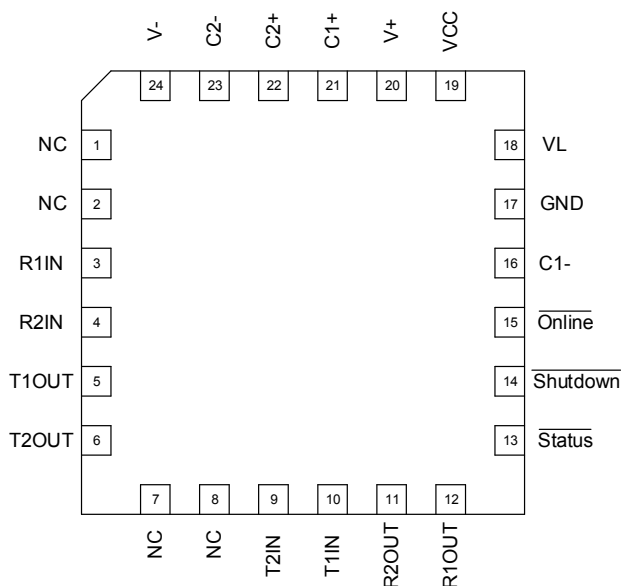 V-
C2-
C2+
C1+
V+
VCC
24
23
22
21
20
19
NC
1
18
VL
NC
2
17
GND
R1IN
3
16
C1-
R2IN
4
15
Online
T1OUT
5
14
Shutdown
T2OUT
6
13
Status
7
8
9
10
11
12
NC
NC
T2IN
T1IN
R2OUT
R1OUT